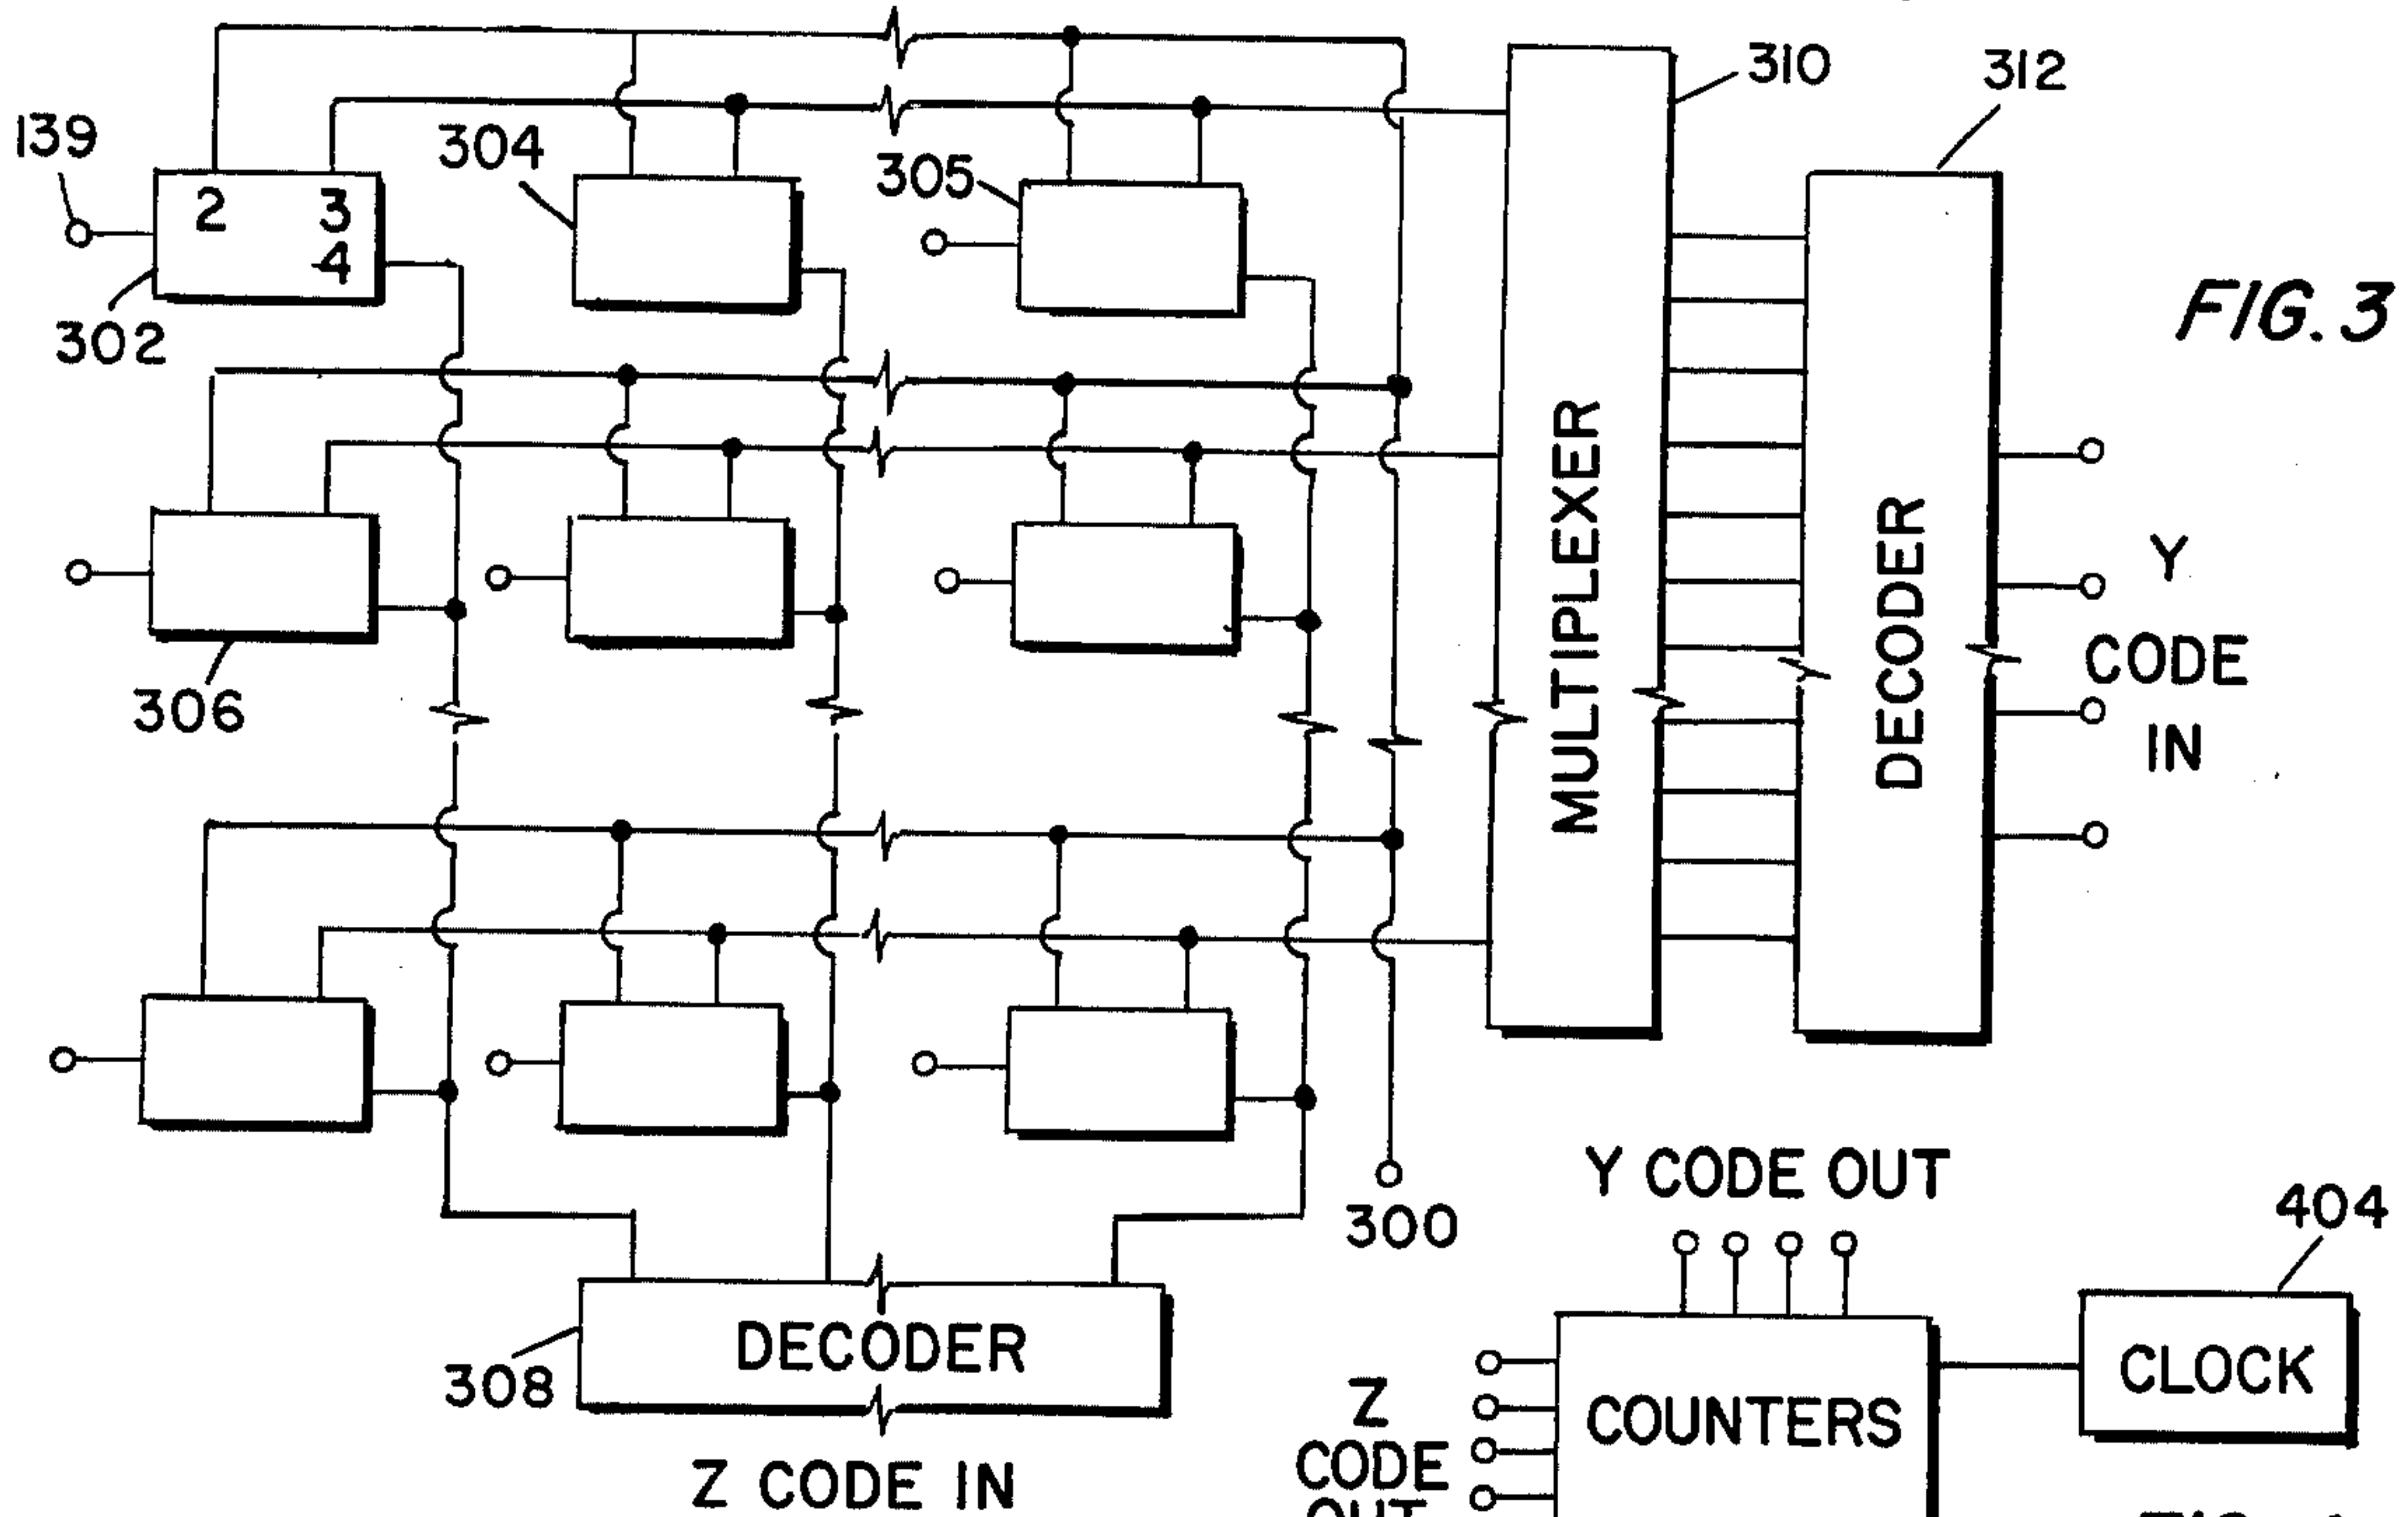 310
312
139
304
305
2 3
4
302
FIG. 3
306
MULTIPLEXER
DECODER
Y
CODE
IN
300
308
DECODER
Z CODE IN
Y CODE OUT
404
Z
CODE
OUT
COUNTERS
CLOCK